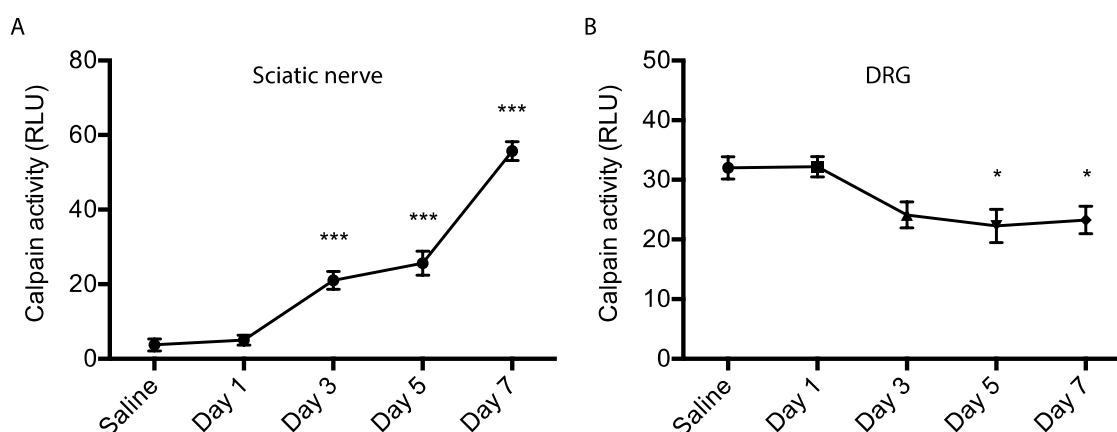 A
Sciatic nerve
Calpain activity (RLU)
80
60
40
20
0
***
***
***
Saline
Day 1
Day 3
Day 5
Day 7
B
DRG
Calpain activity (RLU)
50
40
30
20
10
0
*
*
Saline
Day 1
Day 3
Day 5
Day 7